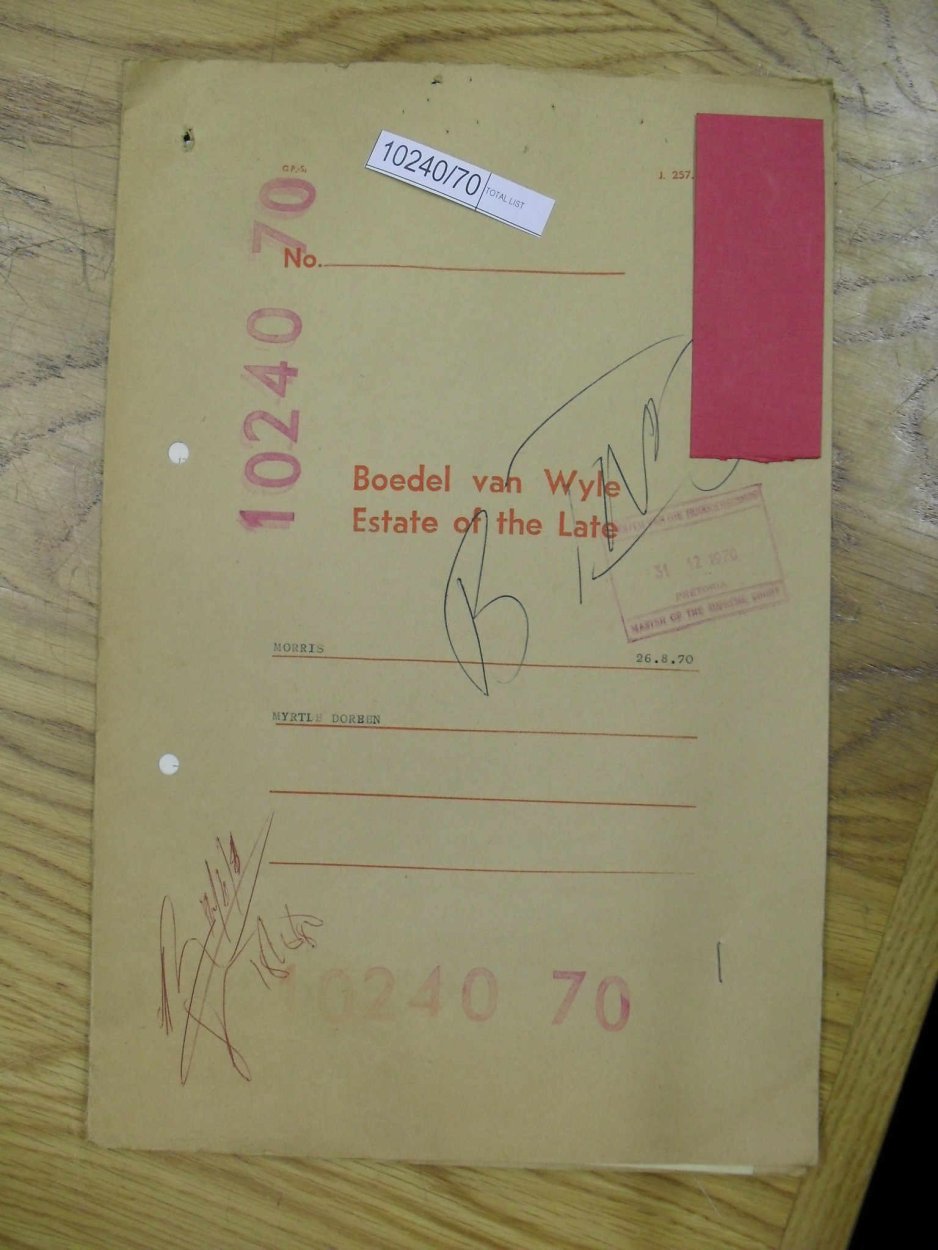 10240/70 TOTAL LIST
G.P.-S.
J. 257.
10240 70
No.
Boedel van Wyle
Estate of the Late
31 12 1970
PRETORIA
MASTER OF THE SUPREME COURT
MORRIS 26.8.70
MYRTLE DOREEN
10240 70